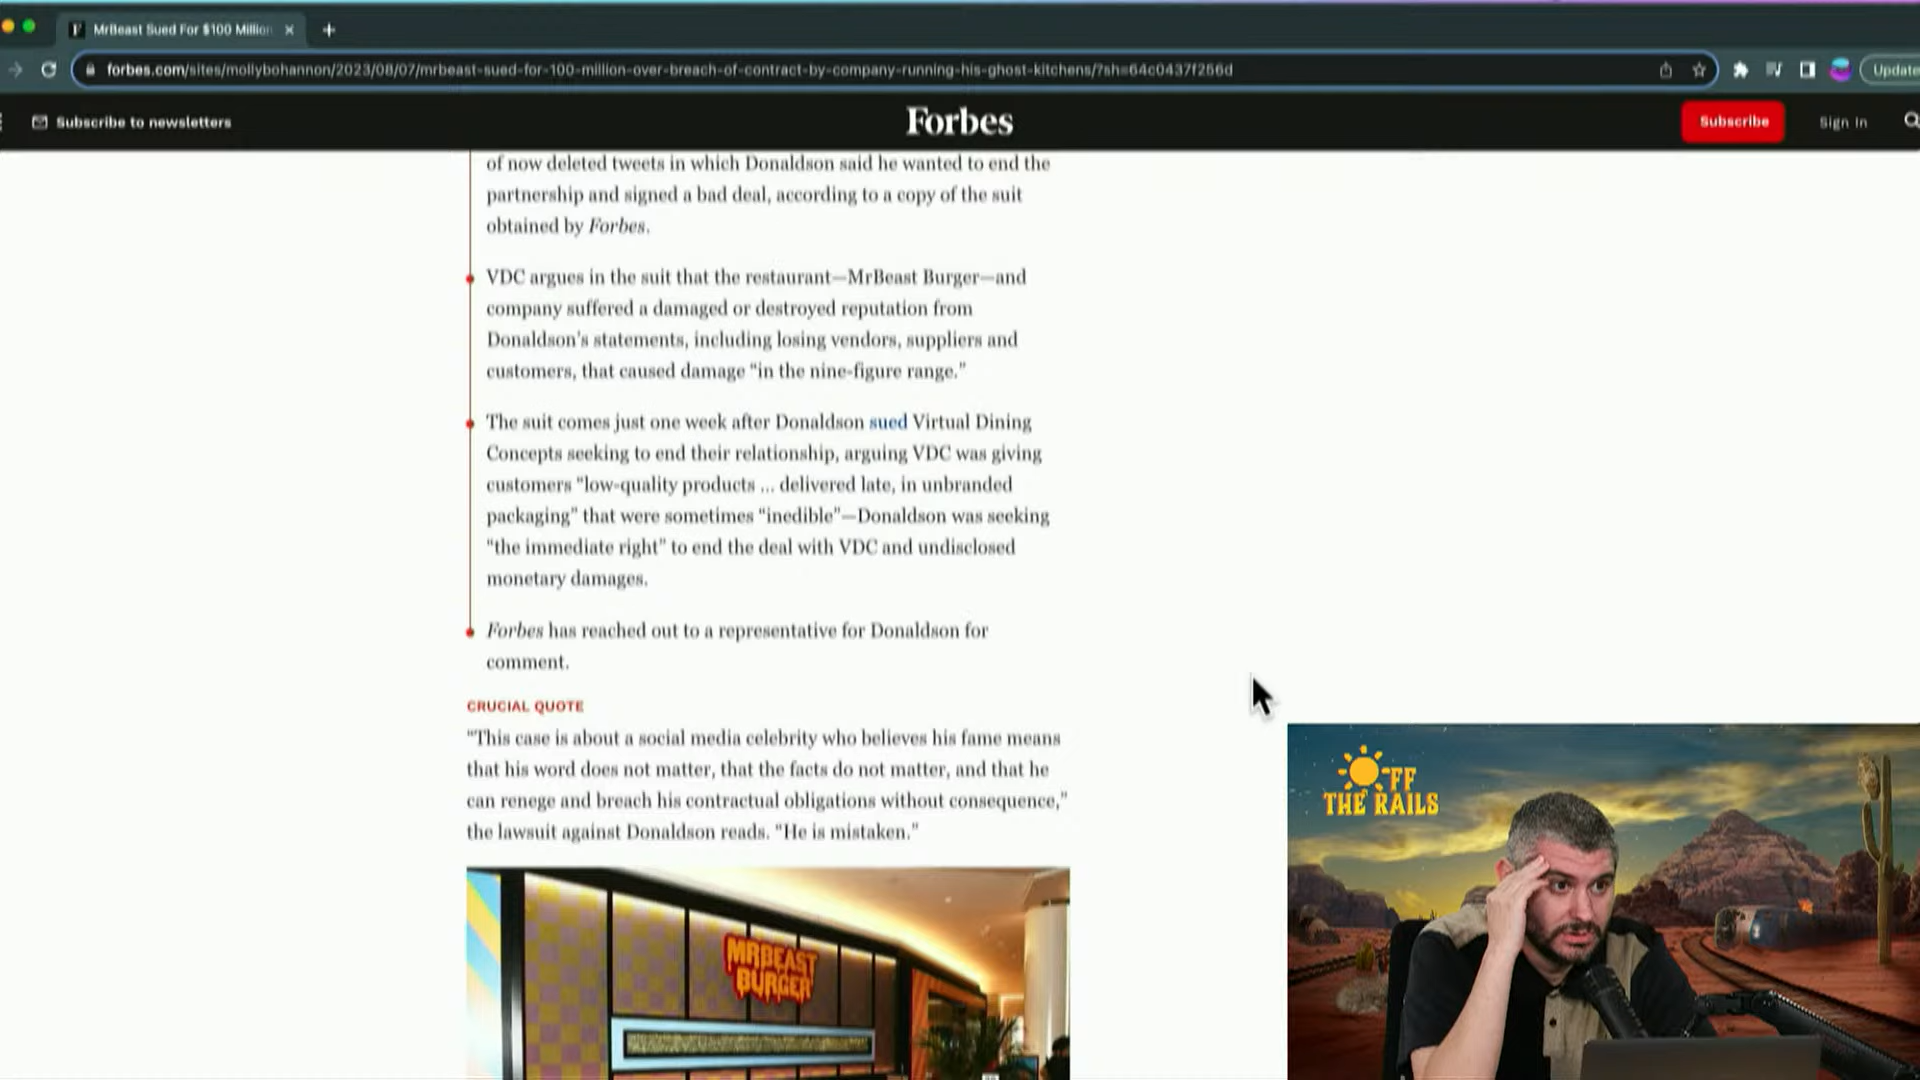 MrBeast Sued For $100 Million
forbes.com/sites/mollybohannon/2023/08/07/mrbeast-sued-for-100-million-over-breach-of-contract-by-company-running-his-ghost-kitchens/?sh=64c0437f256d
Update
Subscribe to newsletters
Forbes
Subscribe
Sign In
of now deleted tweets in which Donaldson said he wanted to end the
partnership and signed a bad deal, according to a copy of the suit
obtained by Forbes.
VDC argues in the suit that the restaurant—MrBeast Burger—and
company suffered a damaged or destroyed reputation from
Donaldson's statements, including losing vendors, suppliers and
customers, that caused damage "in the nine-figure range."
The suit comes just one week after Donaldson sued Virtual Dining
Concepts seeking to end their relationship, arguing VDC was giving
customers "low-quality products ... delivered late, in unbranded
packaging" that were sometimes "inedible"—Donaldson was seeking
"the immediate right" to end the deal with VDC and undisclosed
monetary damages.
Forbes has reached out to a representative for Donaldson for
comment.
CRUCIAL QUOTE
"This case is about a social media celebrity who believes his fame means
that his word does not matter, that the facts do not matter, and that he
can renege and breach his contractual obligations without consequence,"
the lawsuit against Donaldson reads. "He is mistaken."
MRBEAST
BURGER
OFF
THE RAILS